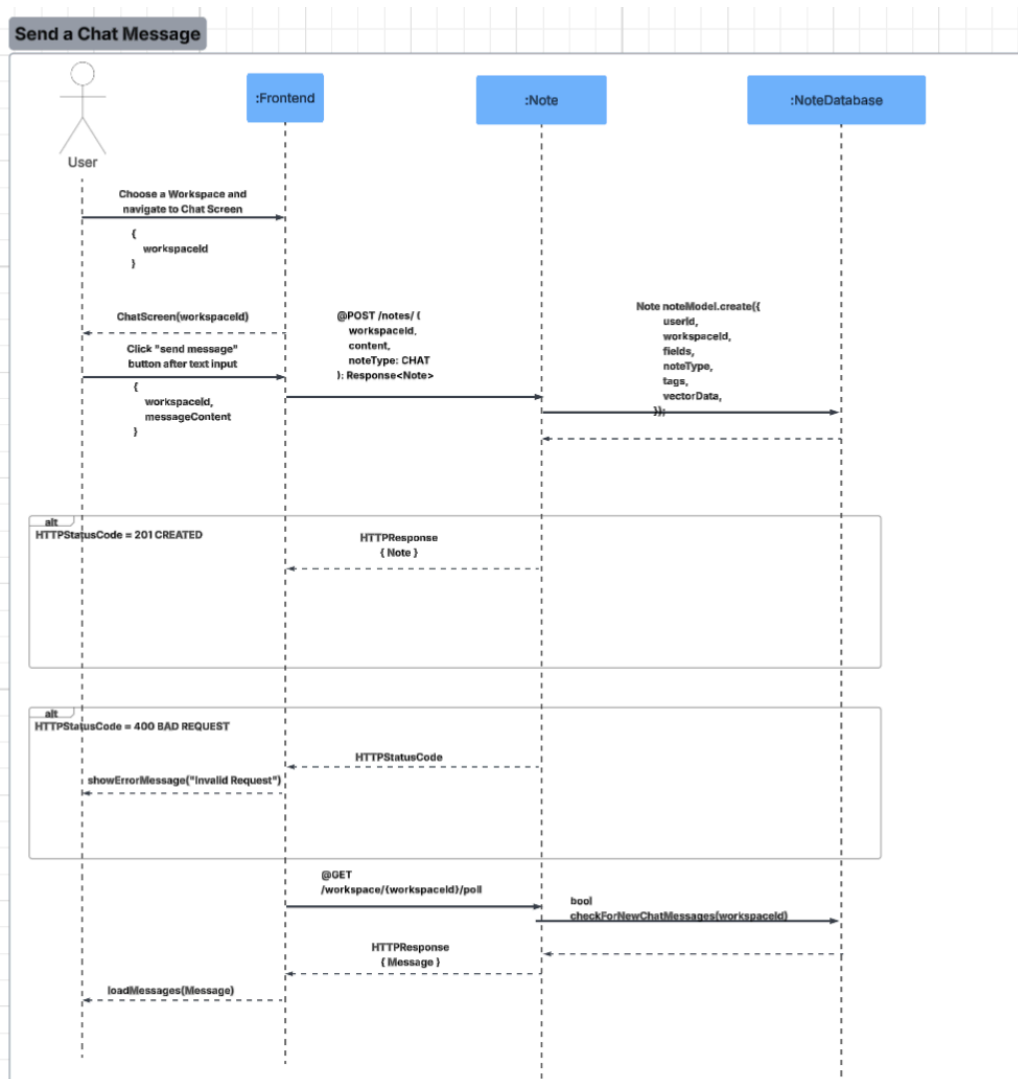 Send a Chat Message
:Frontend
:Note
:NoteDatabase
User
Choose a Workspace and
navigate to Chat Screen
{
workspaceId
}
ChatScreen(workspaceId)
Click "send message"
button after text input
{
workspaceId,
messageContent
}
@POST /notes/ {
workspaceId,
content,
noteType: CHAT
}: Response<Note>
Note noteModel.create({
userId,
workspaceId,
fields,
noteType,
tags,
vectorData,
});
alt
HTTPStatusCode = 201 CREATED
HTTPResponse
{ Note }
alt
HTTPStatusCode = 400 BAD REQUEST
HTTPStatusCode
showErrorMessage("Invalid Request")
@GET
/workspace/{workspaceId}/poll
bool
checkForNewChatMessages(workspaceId)
HTTPResponse
{ Message }
loadMessages(Message)